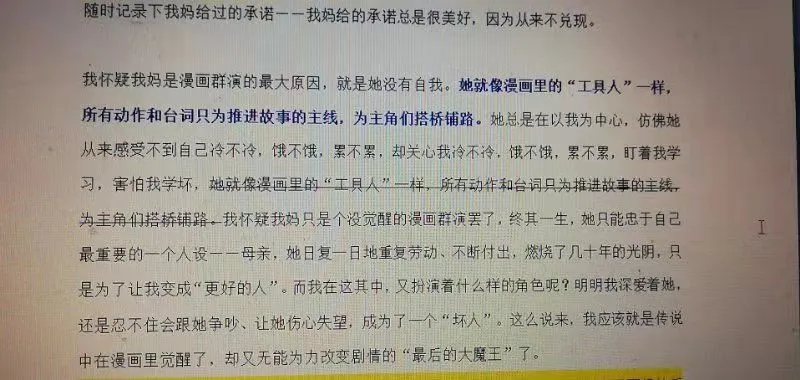 随时记录下我妈给过的承诺——我妈给的承诺总是很美好，因为从来不兑现。
我怀疑我妈是漫画群演的最大原因，就是她没有自我。她就像漫画里的“工具人”一样，
所有动作和台词只为推进故事的主线，为主角们搭桥铺路。她总是在以我为中心，仿佛她
从来感受不到自己冷不冷，饿不饿，累不累，却关心我冷不冷，饿不饿，累不累，盯着我学
习，害怕我学坏，她就像漫画里的“工具人”一样，所有动作和台词只为推进故事的主线，
为主角们搭桥铺路。我怀疑我妈只是个没觉醒的漫画群演罢了，终其一生，她只能忠于自己
最重要的一个人设——母亲，她日复一日地重复劳动、不断付出，燃烧了几十年的光阴，只
是为了让我变成“更好的人”。而我在这其中，又扮演着什么样的角色呢？明明我深爱着她，
还是忍不住会跟她争吵、让她伤心失望，成为了一个“坏人”。这么说来，我应该就是传说
中在漫画里觉醒了，却又无能为力改变剧情的“最后的大魔王”了。